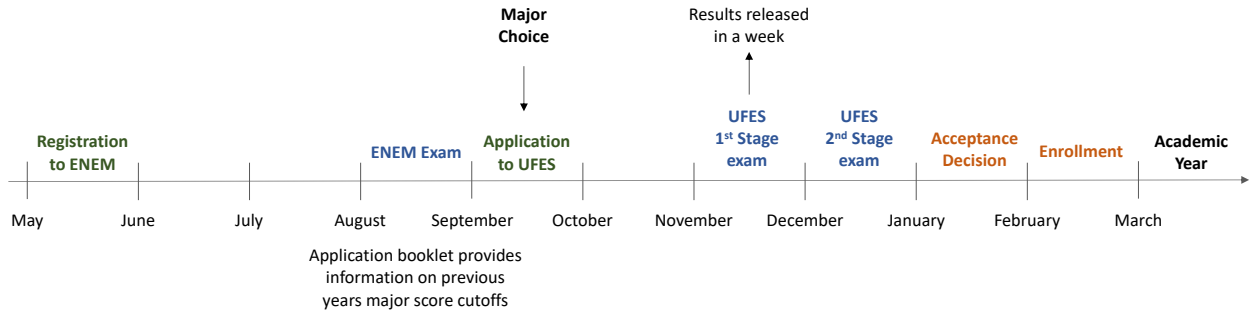 Major
Choice
Results released
in a week
Registration
to ENEM
ENEM Exam
Application
to UFES
UFES
1st Stage
exam
UFES
2nd Stage
exam
Acceptance
Decision
Enrollment
Academic
Year
May
June
July
August
September
October
November
December
January
February
March
Application booklet provides
information on previous
years major score cutoffs